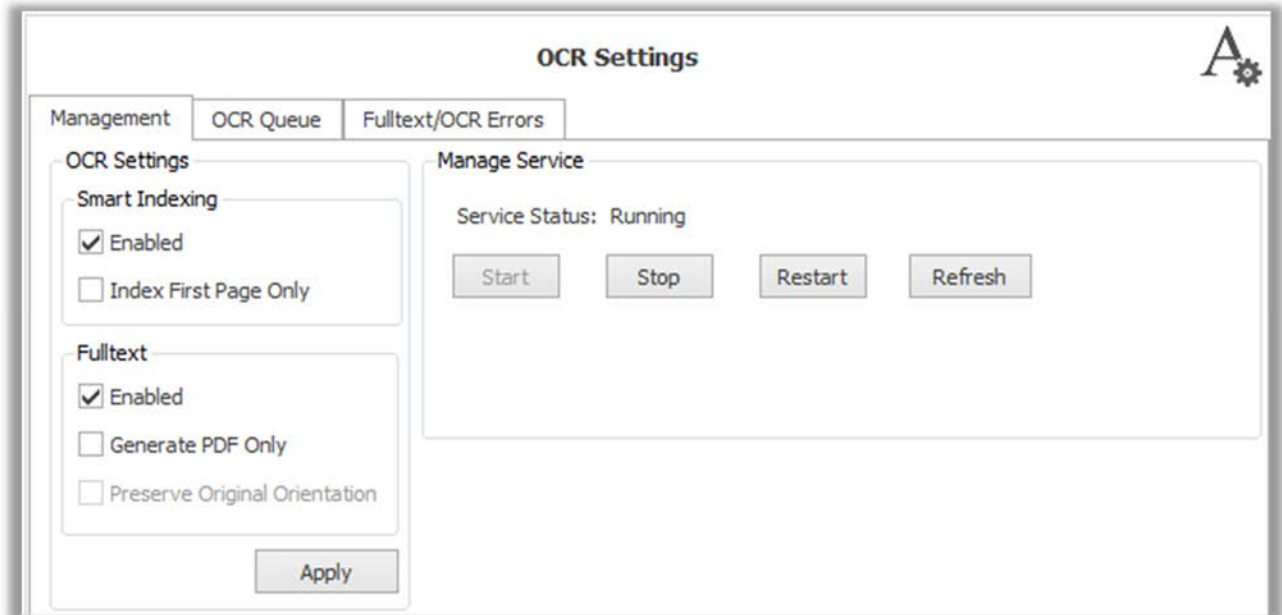 OCR Settings
A
Management OCR Queue Fulltext/OCR Errors
OCR Settings
Smart Indexing
Enabled
Index First Page Only
Fulltext
Enabled
Generate PDF Only
Preserve Original Orientation
Apply
Manage Service
Service Status: Running
Start Stop Restart Refresh